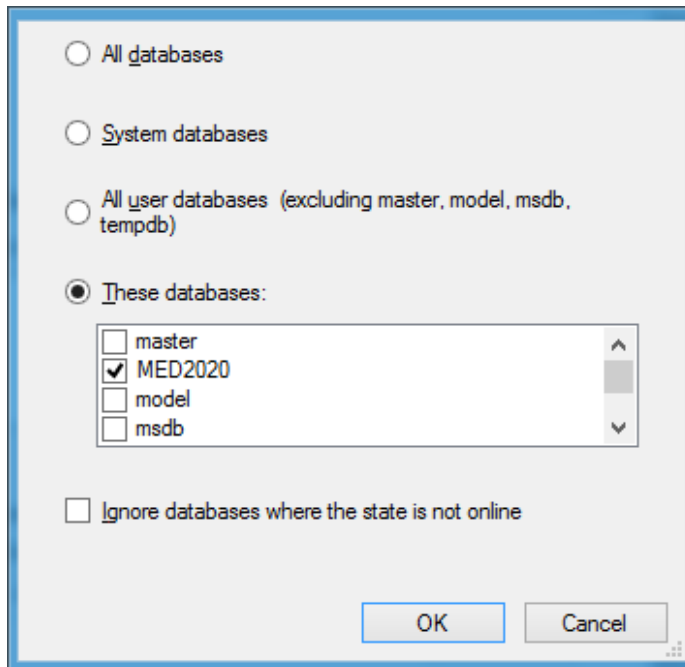 All databases
System databases
All user databases  (excluding master, model, msdb,
tempdb)
These databases:
master
MED2020
model
msdb
Ignore databases where the state is not online
OK
Cancel